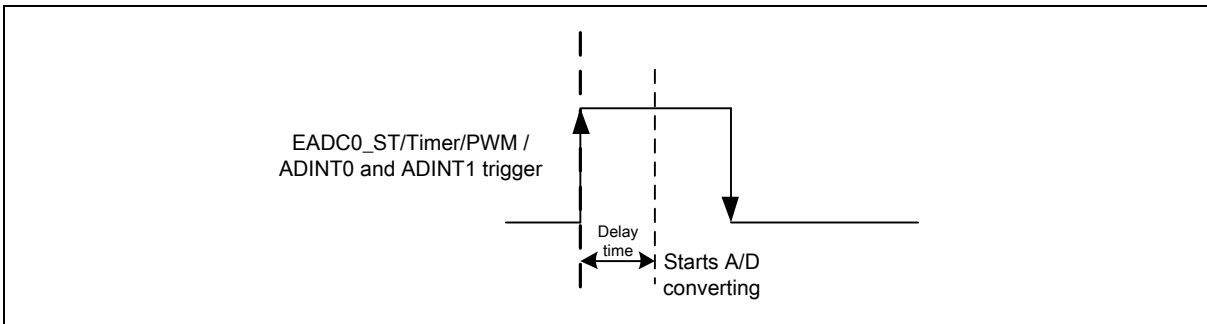 EADC0_ST/Timer/PWM /
ADINT0 and ADINT1 trigger
Delay
time
Starts A/D
converting